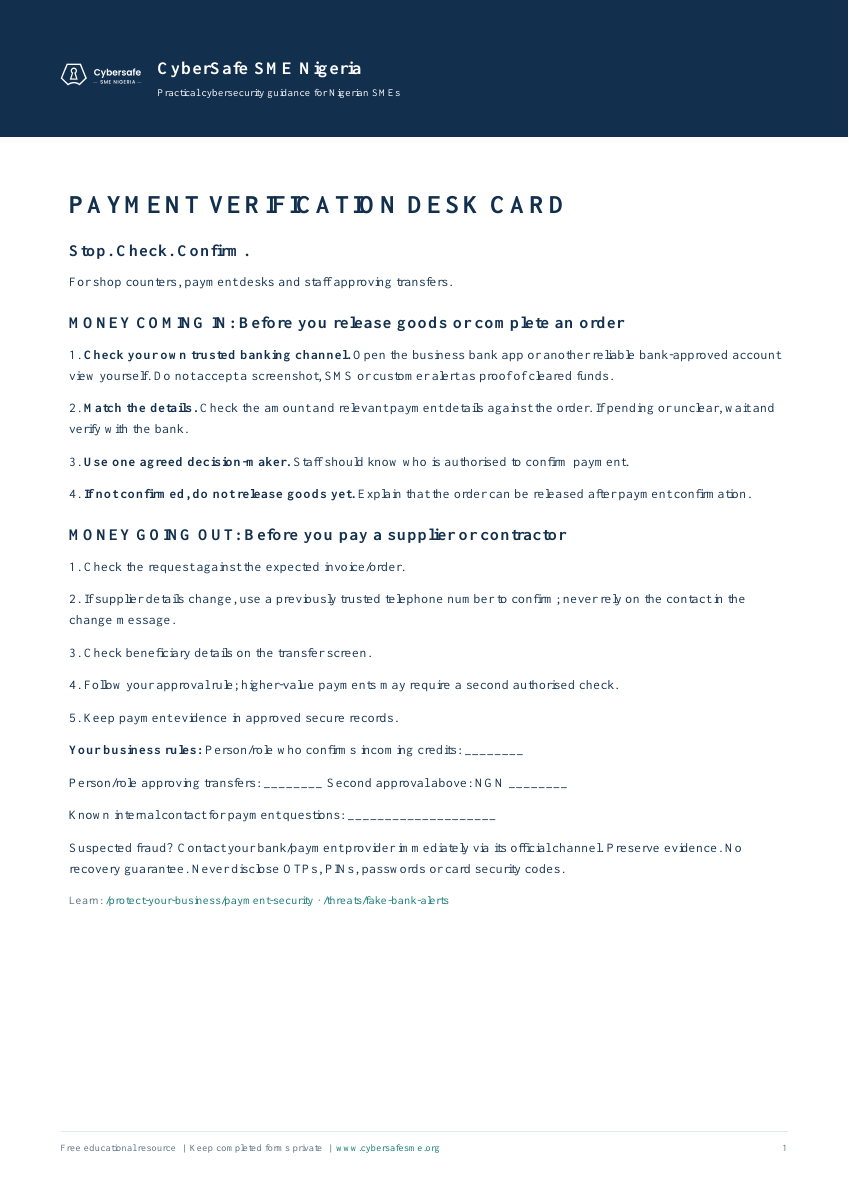 Cybersafe
SME NIGERIA
CyberSafe SME Nigeria
Practical cybersecurity guidance for Nigerian SMEs
PAYMENT VERIFICATION DESK CARD
Stop. Check. Confirm.
For shop counters, payment desks and staff approving transfers.
MONEY COMING IN: Before you release goods or complete an order
1. Check your own trusted banking channel. Open the business bank app or another reliable bank-approved account
view yourself. Do not accept a screenshot, SMS or customer alert as proof of cleared funds.
2. Match the details. Check the amount and relevant payment details against the order. If pending or unclear, wait and
verify with the bank.
3. Use one agreed decision-maker. Staff should know who is authorised to confirm payment.
4. If not confirmed, do not release goods yet. Explain that the order can be released after payment confirmation.
MONEY GOING OUT: Before you pay a supplier or contractor
1. Check the request against the expected invoice/order.
2. If supplier details change, use a previously trusted telephone number to confirm; never rely on the contact in the
change message.
3. Check beneficiary details on the transfer screen.
4. Follow your approval rule; higher-value payments may require a second authorised check.
5. Keep payment evidence in approved secure records.
Your business rules: Person/role who confirms incoming credits: ________
Person/role approving transfers: ________ Second approval above: NGN ________
Known internal contact for payment questions: ____________________
Suspected fraud? Contact your bank/payment provider immediately via its official channel. Preserve evidence. No
recovery guarantee. Never disclose OTPs, PINs, passwords or card security codes.
Learn: /protect-your-business/payment-security · /threats/fake-bank-alerts
Free educational resource | Keep completed forms private | www.cybersafesme.org
1